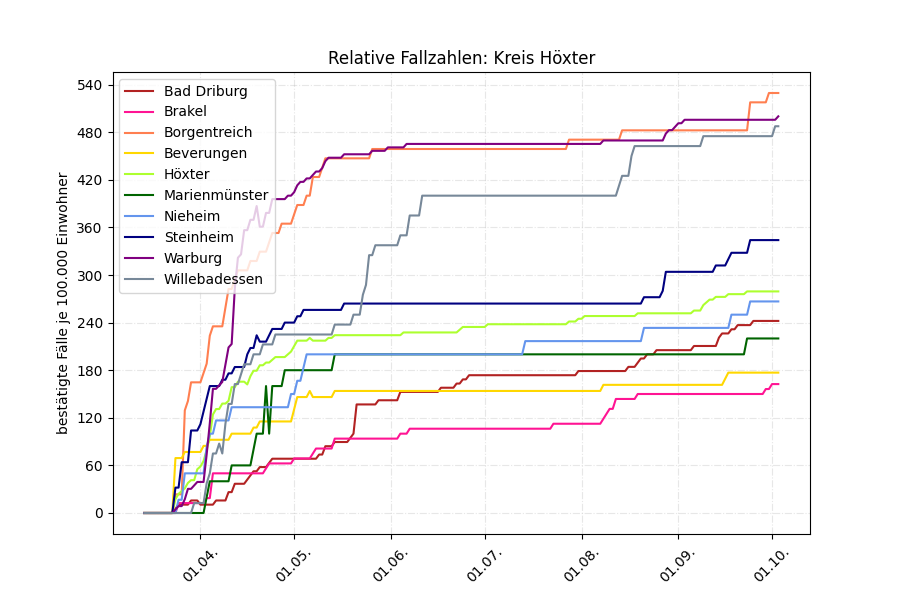 Relative Fallzahlen: Kreis Höxter
bestätigte Fälle je 100.000 Einwohner
540
480
420
360
300
240
180
120
60
0
Bad Driburg
Brakel
Borgentreich
Beverungen
Höxter
Marienmünster
Nieheim
Steinheim
Warburg
Willebadessen
01.04.
01.05.
01.06.
01.07.
01.08.
01.09.
01.10.